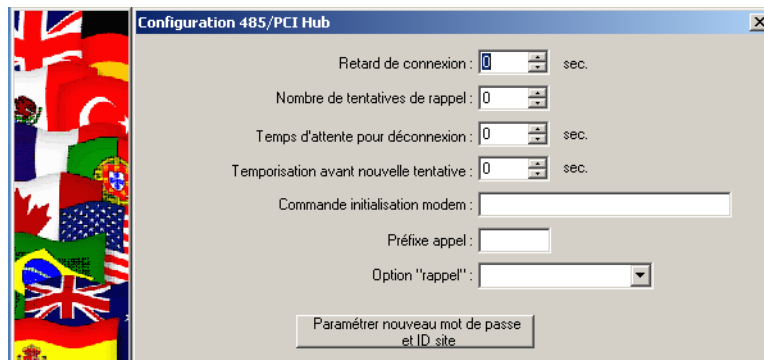 Configuration 485/PCI Hub
Retard de connexion : 0 sec.
Nombre de tentatives de rappel : 0
Temps d'attente pour déconnexion : 0 sec.
Temporisation avant nouvelle tentative : 0 sec.
Commande initialisation modem :
Préfixe appel :
Option "rappel" :
Paramétrer nouveau mot de passe
et ID site